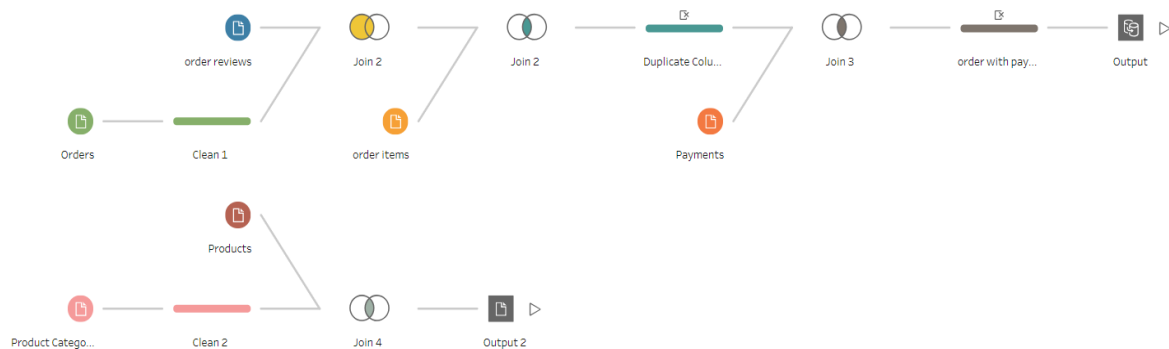 order reviews
Join 2
Join 2
Duplicate Colu...
Join 3
order with pay...
Output
Orders
Clean 1
order items
Payments
Products
Product Catego...
Clean 2
Join 4
Output 2